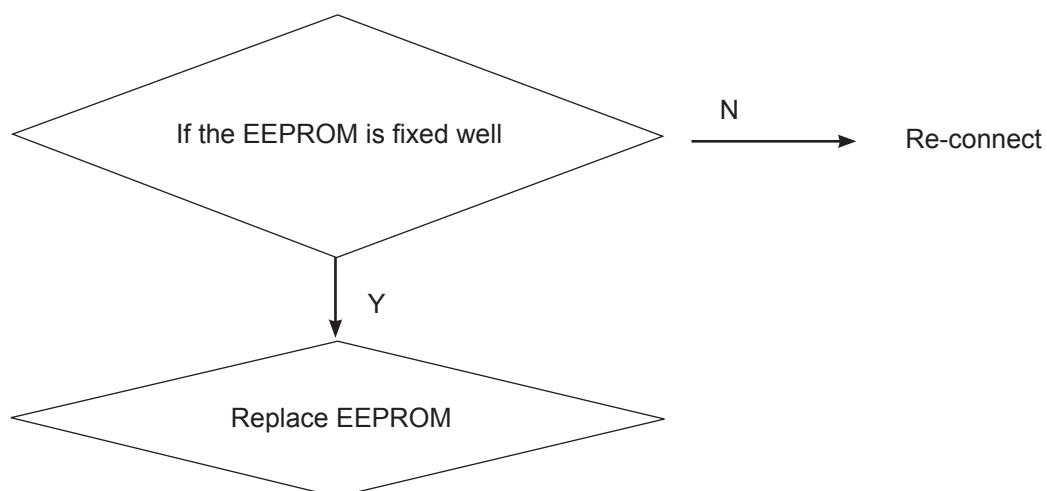 If the EEPROM is fixed well
N
Re-connect
Y
Replace EEPROM